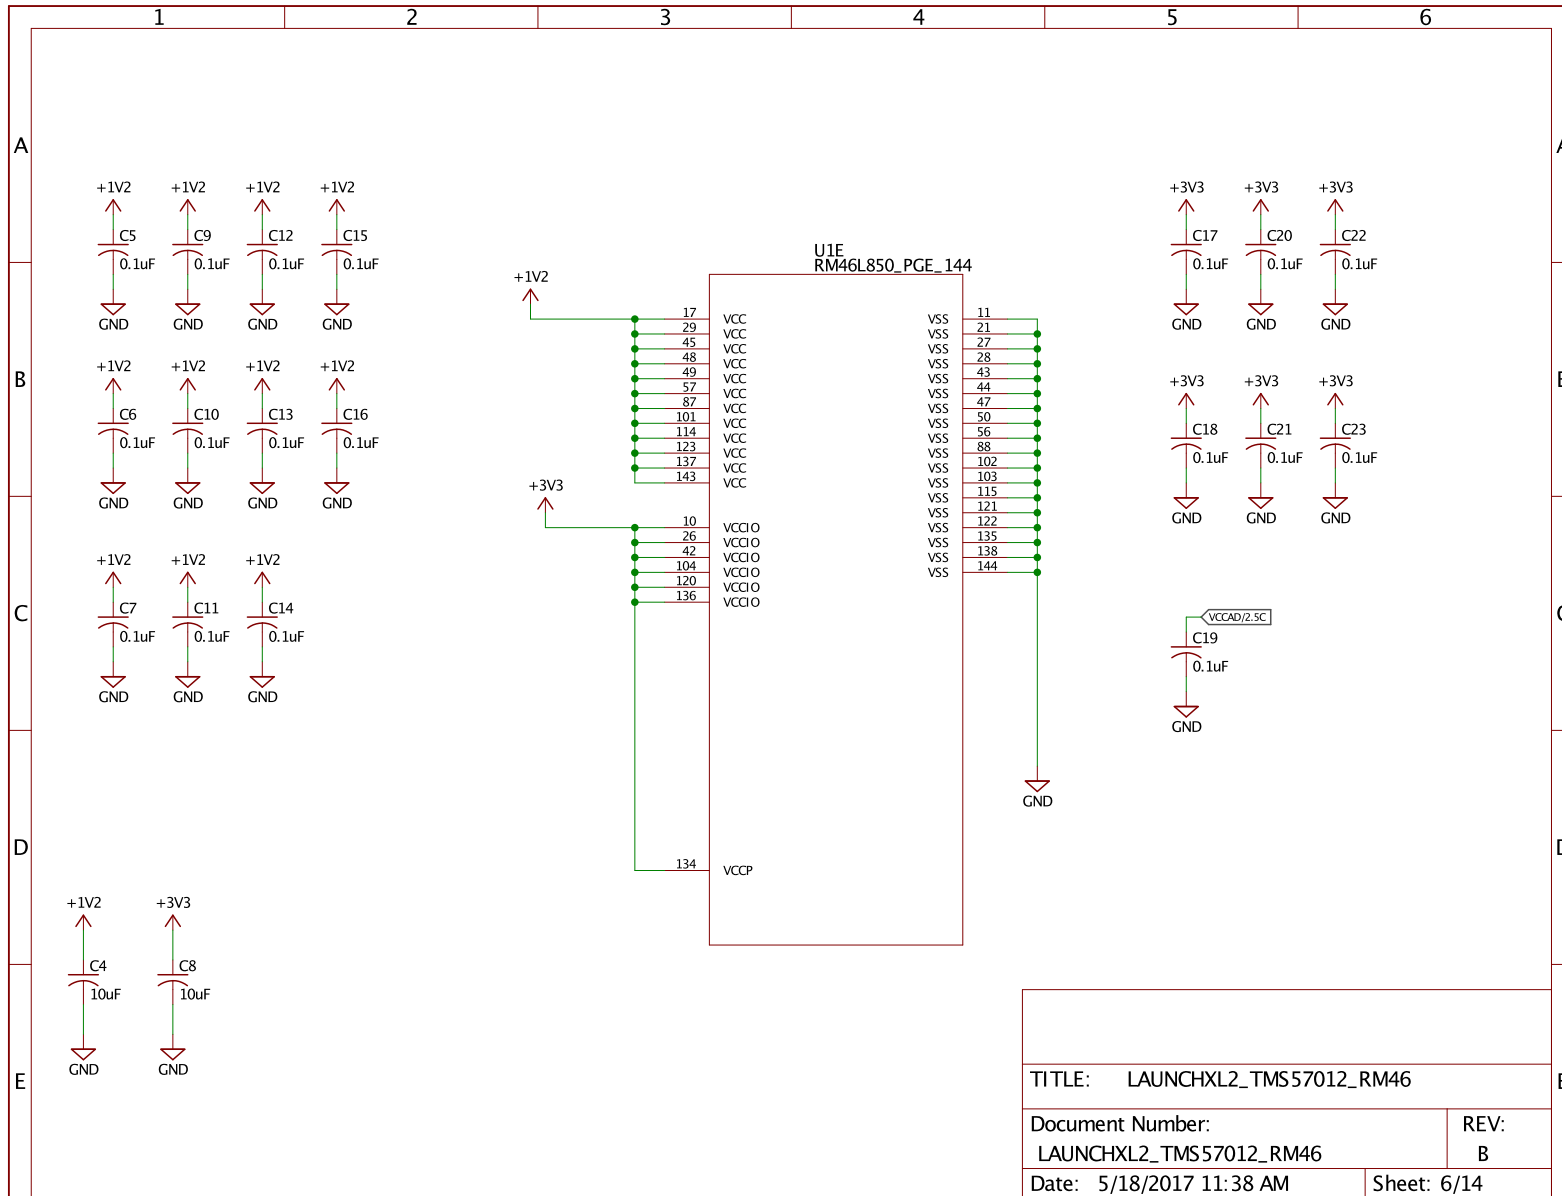 1 2 3 4 5 6
A
+1V2 +1V2 +1V2 +1V2
C5 C9 C12 C15
0.1uF 0.1uF 0.1uF 0.1uF
GND GND GND GND
B
+1V2 +1V2 +1V2 +1V2
C6 C10 C13 C16
0.1uF 0.1uF 0.1uF 0.1uF
GND GND GND GND
C
+1V2 +1V2 +1V2
C7 C11 C14
0.1uF 0.1uF 0.1uF
GND GND GND
D
+1V2 +3V3
C4 C8
10uF 10uF
GND GND
E
U1E
RM46L850_PGE_144
+1V2
17 VCC
29 VCC
45 VCC
48 VCC
49 VCC
57 VCC
87 VCC
101 VCC
114 VCC
123 VCC
137 VCC
143 VCC
+3V3
10 VCCIO
26 VCCIO
42 VCCIO
104 VCCIO
120 VCCIO
136 VCCIO
134 VCCP
VSS 11
VSS 21
VSS 27
VSS 28
VSS 43
VSS 44
VSS 47
VSS 50
VSS 56
VSS 88
VSS 102
VSS 103
VSS 115
VSS 121
VSS 122
VSS 135
VSS 138
VSS 144
GND
+3V3 +3V3 +3V3
C17 C20 C22
0.1uF 0.1uF 0.1uF
GND GND GND
+3V3 +3V3 +3V3
C18 C21 C23
0.1uF 0.1uF 0.1uF
GND GND GND
VCCAD/2.5C
C19
0.1uF
GND
TITLE: LAUNCHXL2_TMS57012_RM46
Document Number: REV:
LAUNCHXL2_TMS57012_RM46 B
Date: 5/18/2017 11:38 AM Sheet: 6/14